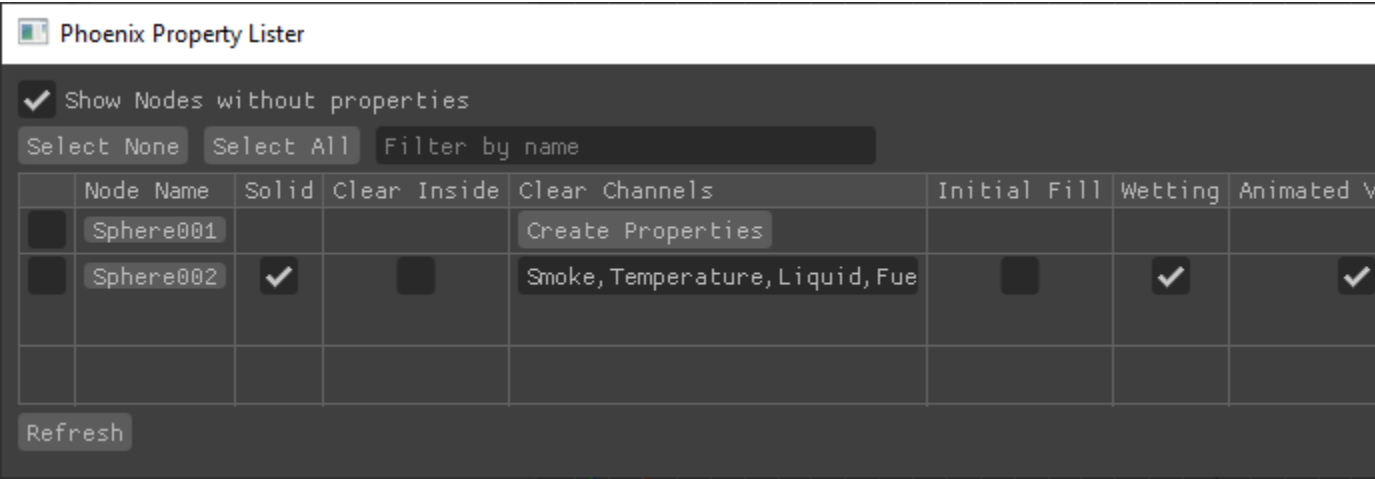 Phoenix Property Lister
Show Nodes without properties
Select None Select All Filter by name
Node Name Solid Clear Inside Clear Channels Initial Fill Wetting Animated
Sphere001 Create Properties
Sphere002 Smoke,Temperature,Liquid,Fue
Refresh